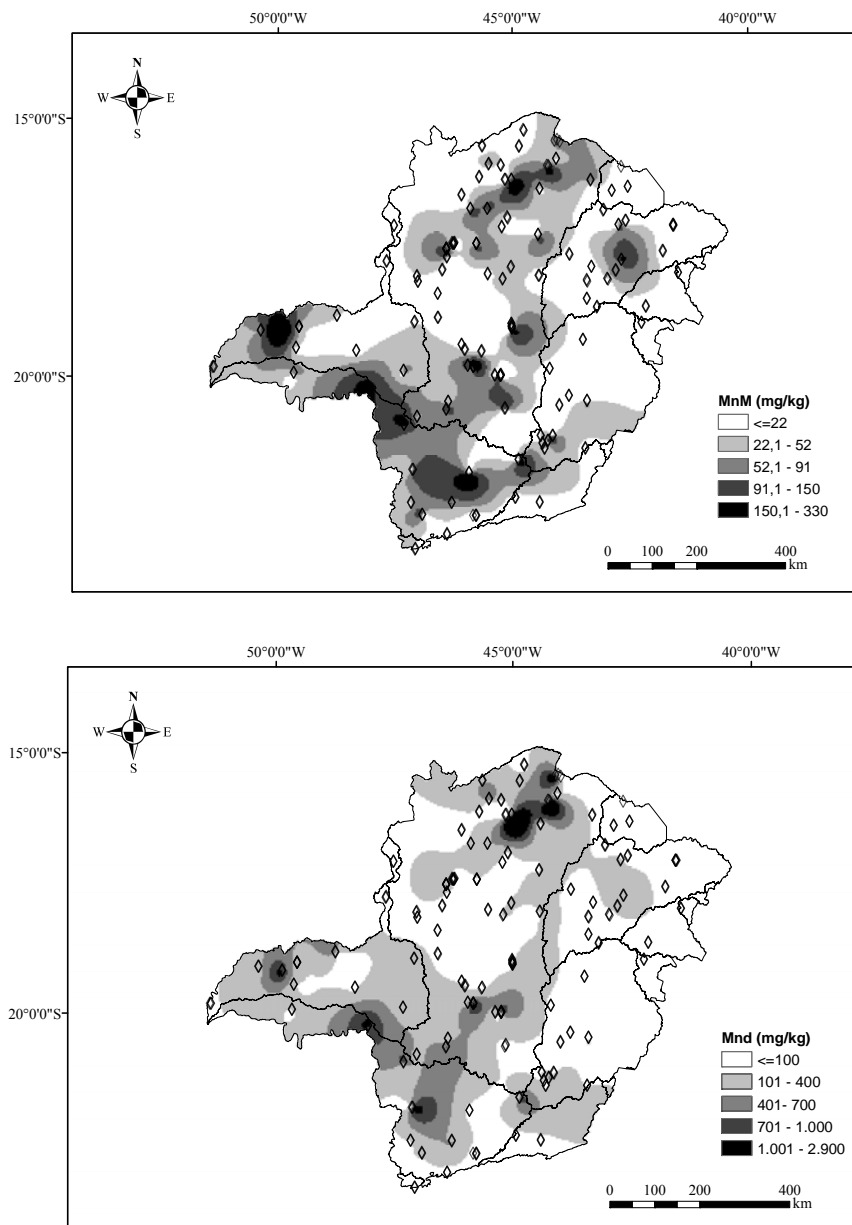 50°0'0"W 45°0'0"W 40°0'0"W
N
W E
S
15°0'0"S
20°0'0"S
MnM (mg/kg)
<=22
22,1 - 52
52,1 - 91
91,1 - 150
150,1 - 330
0 100 200 400
km
50°0'0"W 45°0'0"W 40°0'0"W
N
W E
S
15°0'0"S
20°0'0"S
Mnd (mg/kg)
<=100
101 - 400
401- 700
701 - 1.000
1.001 - 2.900
0 100 200 400
km